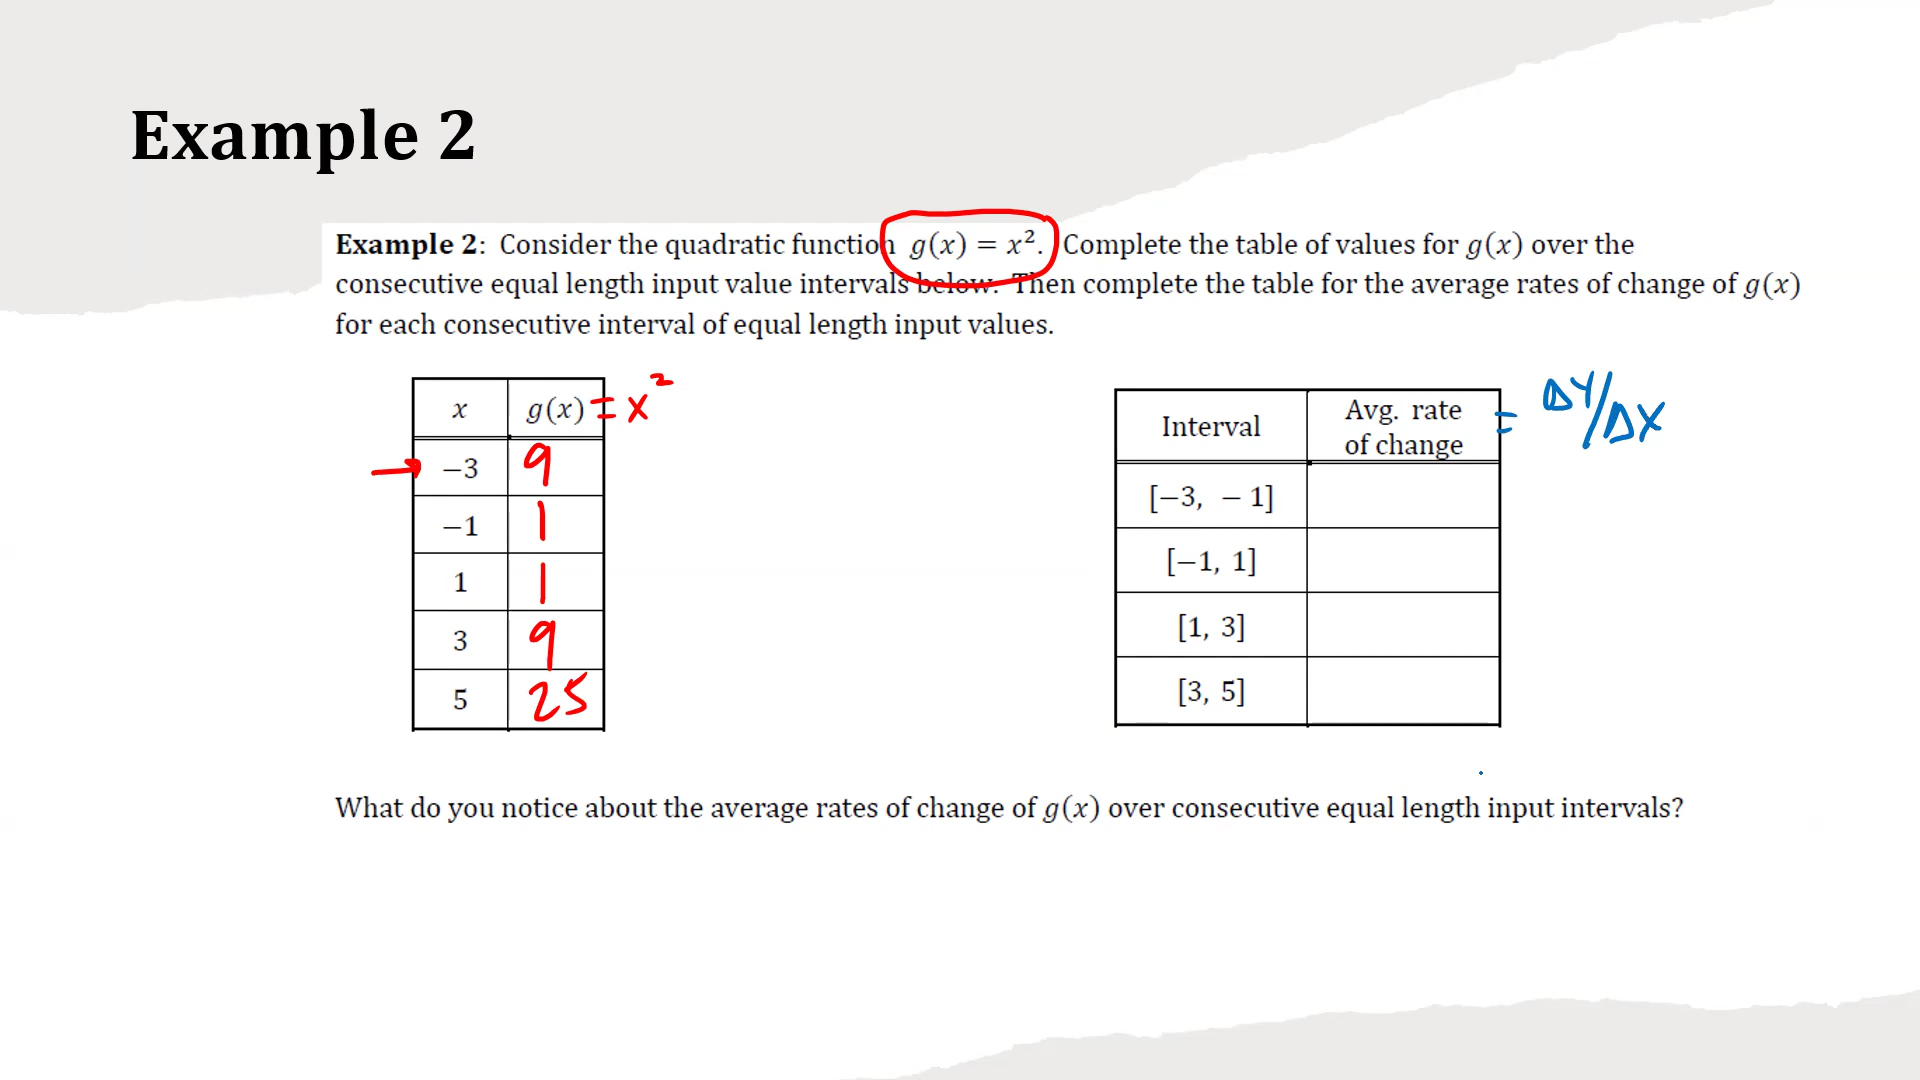 Example 2
Example 2: Consider the quadratic function g(x) = x². Complete the table of values for g(x) over the
consecutive equal length input value intervals below. Then complete the table for the average rates of change of g(x)
for each consecutive interval of equal length input values.
x g(x) = x²
−3 9
−1 1
1 1
3 9
5 25
Interval Avg. rate of change = ΔY/ΔX
[−3, −1]
[−1, 1]
[1, 3]
[3, 5]
What do you notice about the average rates of change of g(x) over consecutive equal length input intervals?